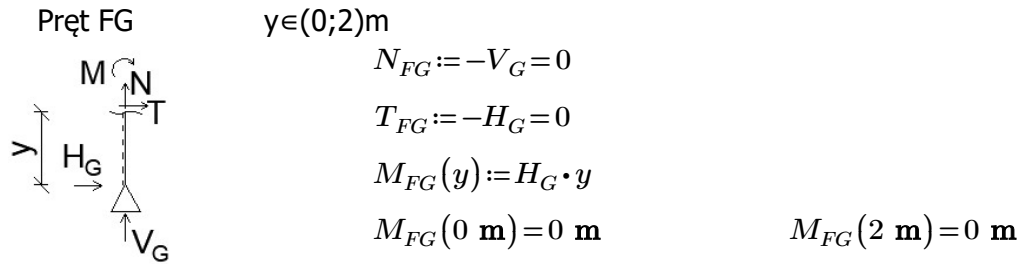 Pręt FG y∈(0;2)m
N_FG:=-V_G=0
M N
T
T_FG:=-H_G=0
y H_G
M_FG(y):=H_G·y
M_FG(0 m)=0 m M_FG(2 m)=0 m
V_G